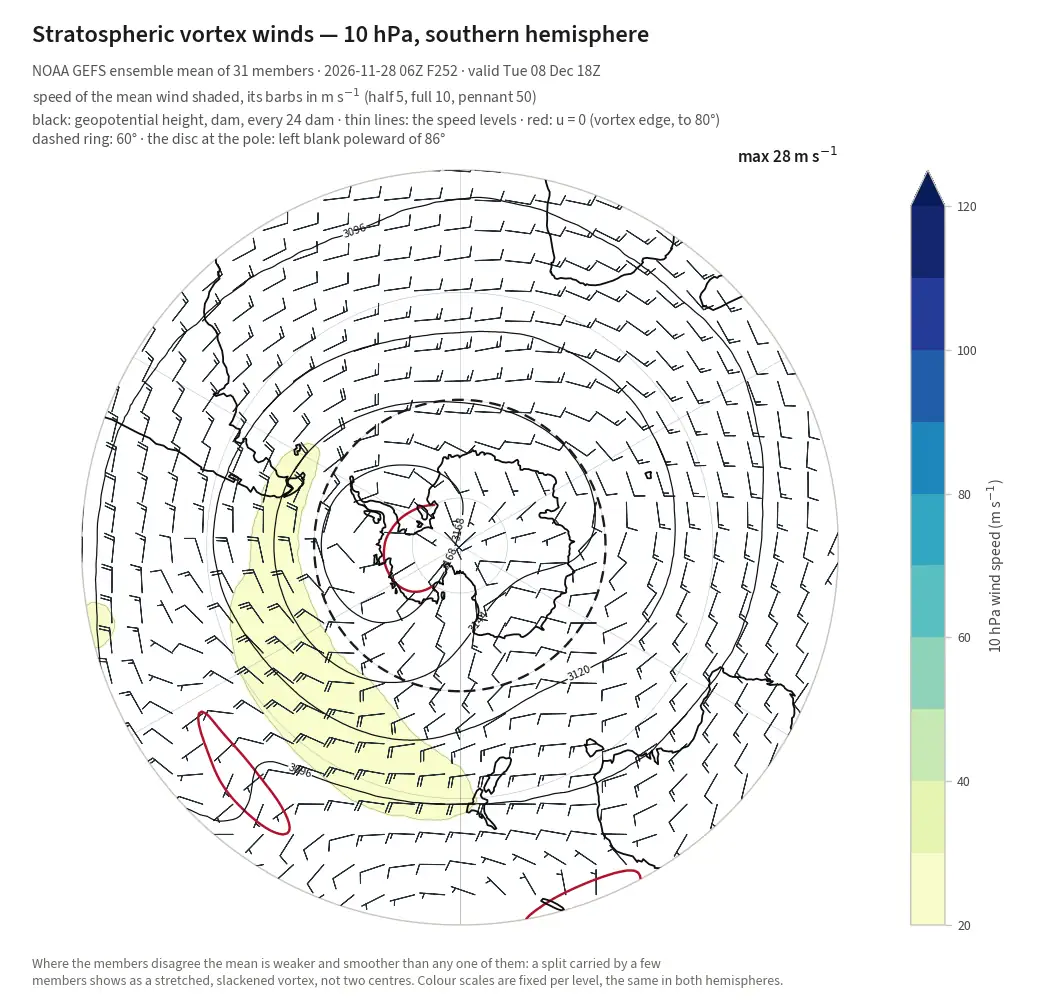 Stratospheric vortex winds — 10 hPa, southern hemisphere
NOAA GEFS ensemble mean of 31 members · 2026-11-28 06Z F252 · valid Tue 08 Dec 18Z
speed of the mean wind shaded, its barbs in m s⁻¹ (half 5, full 10, pennant 50)
black: geopotential height, dam, every 24 dam · thin lines: the speed levels · red: u = 0 (vortex edge, to 80°)
dashed ring: 60° · the disc at the pole: left blank poleward of 86°
max 28 m s⁻¹
120
100
80
60
40
20
10 hPa wind speed (m s⁻¹)
3096
3168
3120
3096
Where the members disagree the mean is weaker and smoother than any one of them: a split carried by a few
members shows as a stretched, slackened vortex, not two centres. Colour scales are fixed per level, the same in both hemispheres.